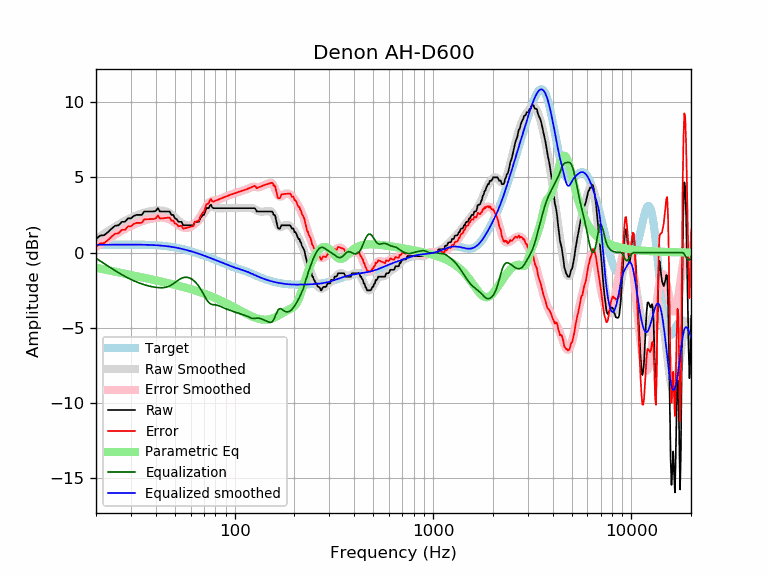 Denon AH-D600
Amplitude (dBr)
10
5
0
−5
−10
−15
Target
Raw Smoothed
Error Smoothed
Raw
Error
Parametric Eq
Equalization
Equalized smoothed
100 1000 10000
Frequency (Hz)